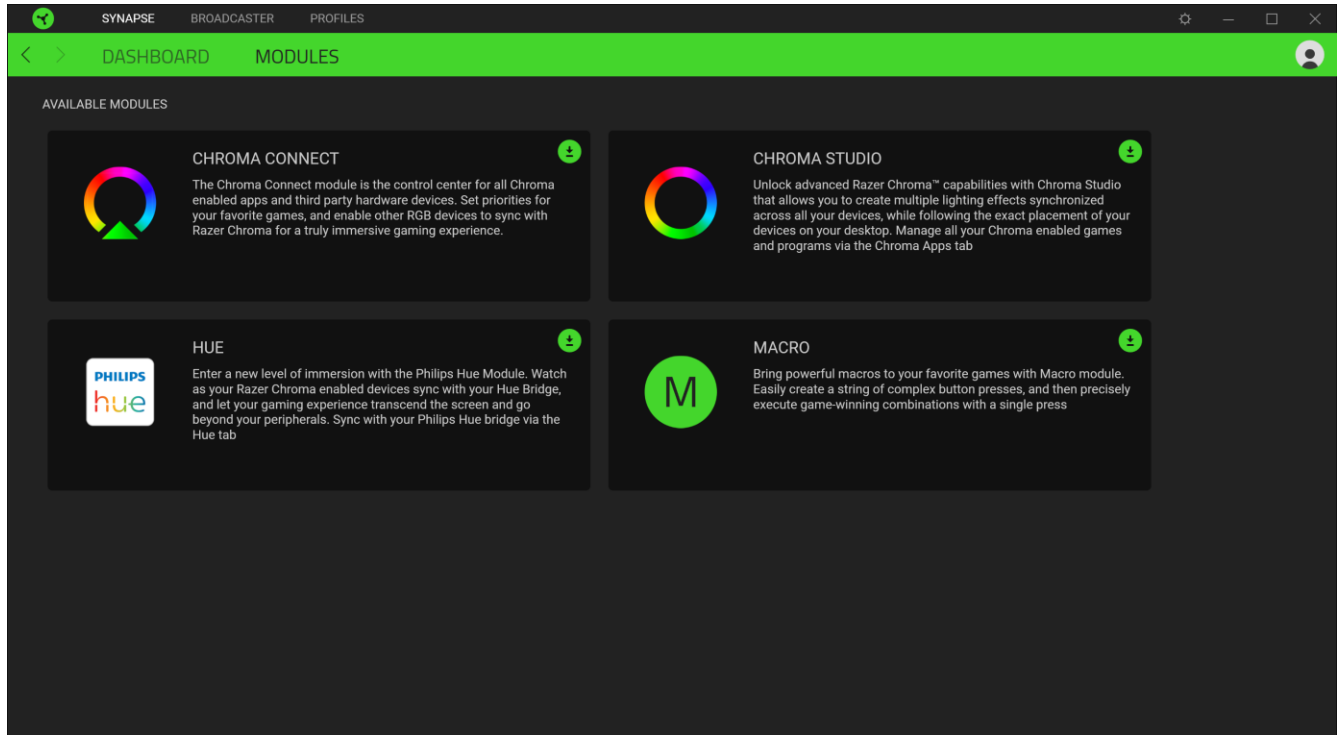 SYNAPSE BROADCASTER PROFILES
DASHBOARD MODULES
AVAILABLE MODULES
CHROMA CONNECT
The Chroma Connect module is the control center for all Chroma
enabled apps and third party hardware devices. Set priorities for
your favorite games, and enable other RGB devices to sync with
Razer Chroma for a truly immersive gaming experience.
CHROMA STUDIO
Unlock advanced Razer Chroma™ capabilities with Chroma Studio
that allows you to create multiple lighting effects synchronized
across all your devices, while following the exact placement of your
devices on your desktop. Manage all your Chroma enabled games
and programs via the Chroma Apps tab
PHILIPS
hue
HUE
Enter a new level of immersion with the Philips Hue Module. Watch
as your Razer Chroma enabled devices sync with your Hue Bridge,
and let your gaming experience transcend the screen and go
beyond your peripherals. Sync with your Philips Hue bridge via the
Hue tab
M
MACRO
Bring powerful macros to your favorite games with Macro module.
Easily create a string of complex button presses, and then precisely
execute game-winning combinations with a single press